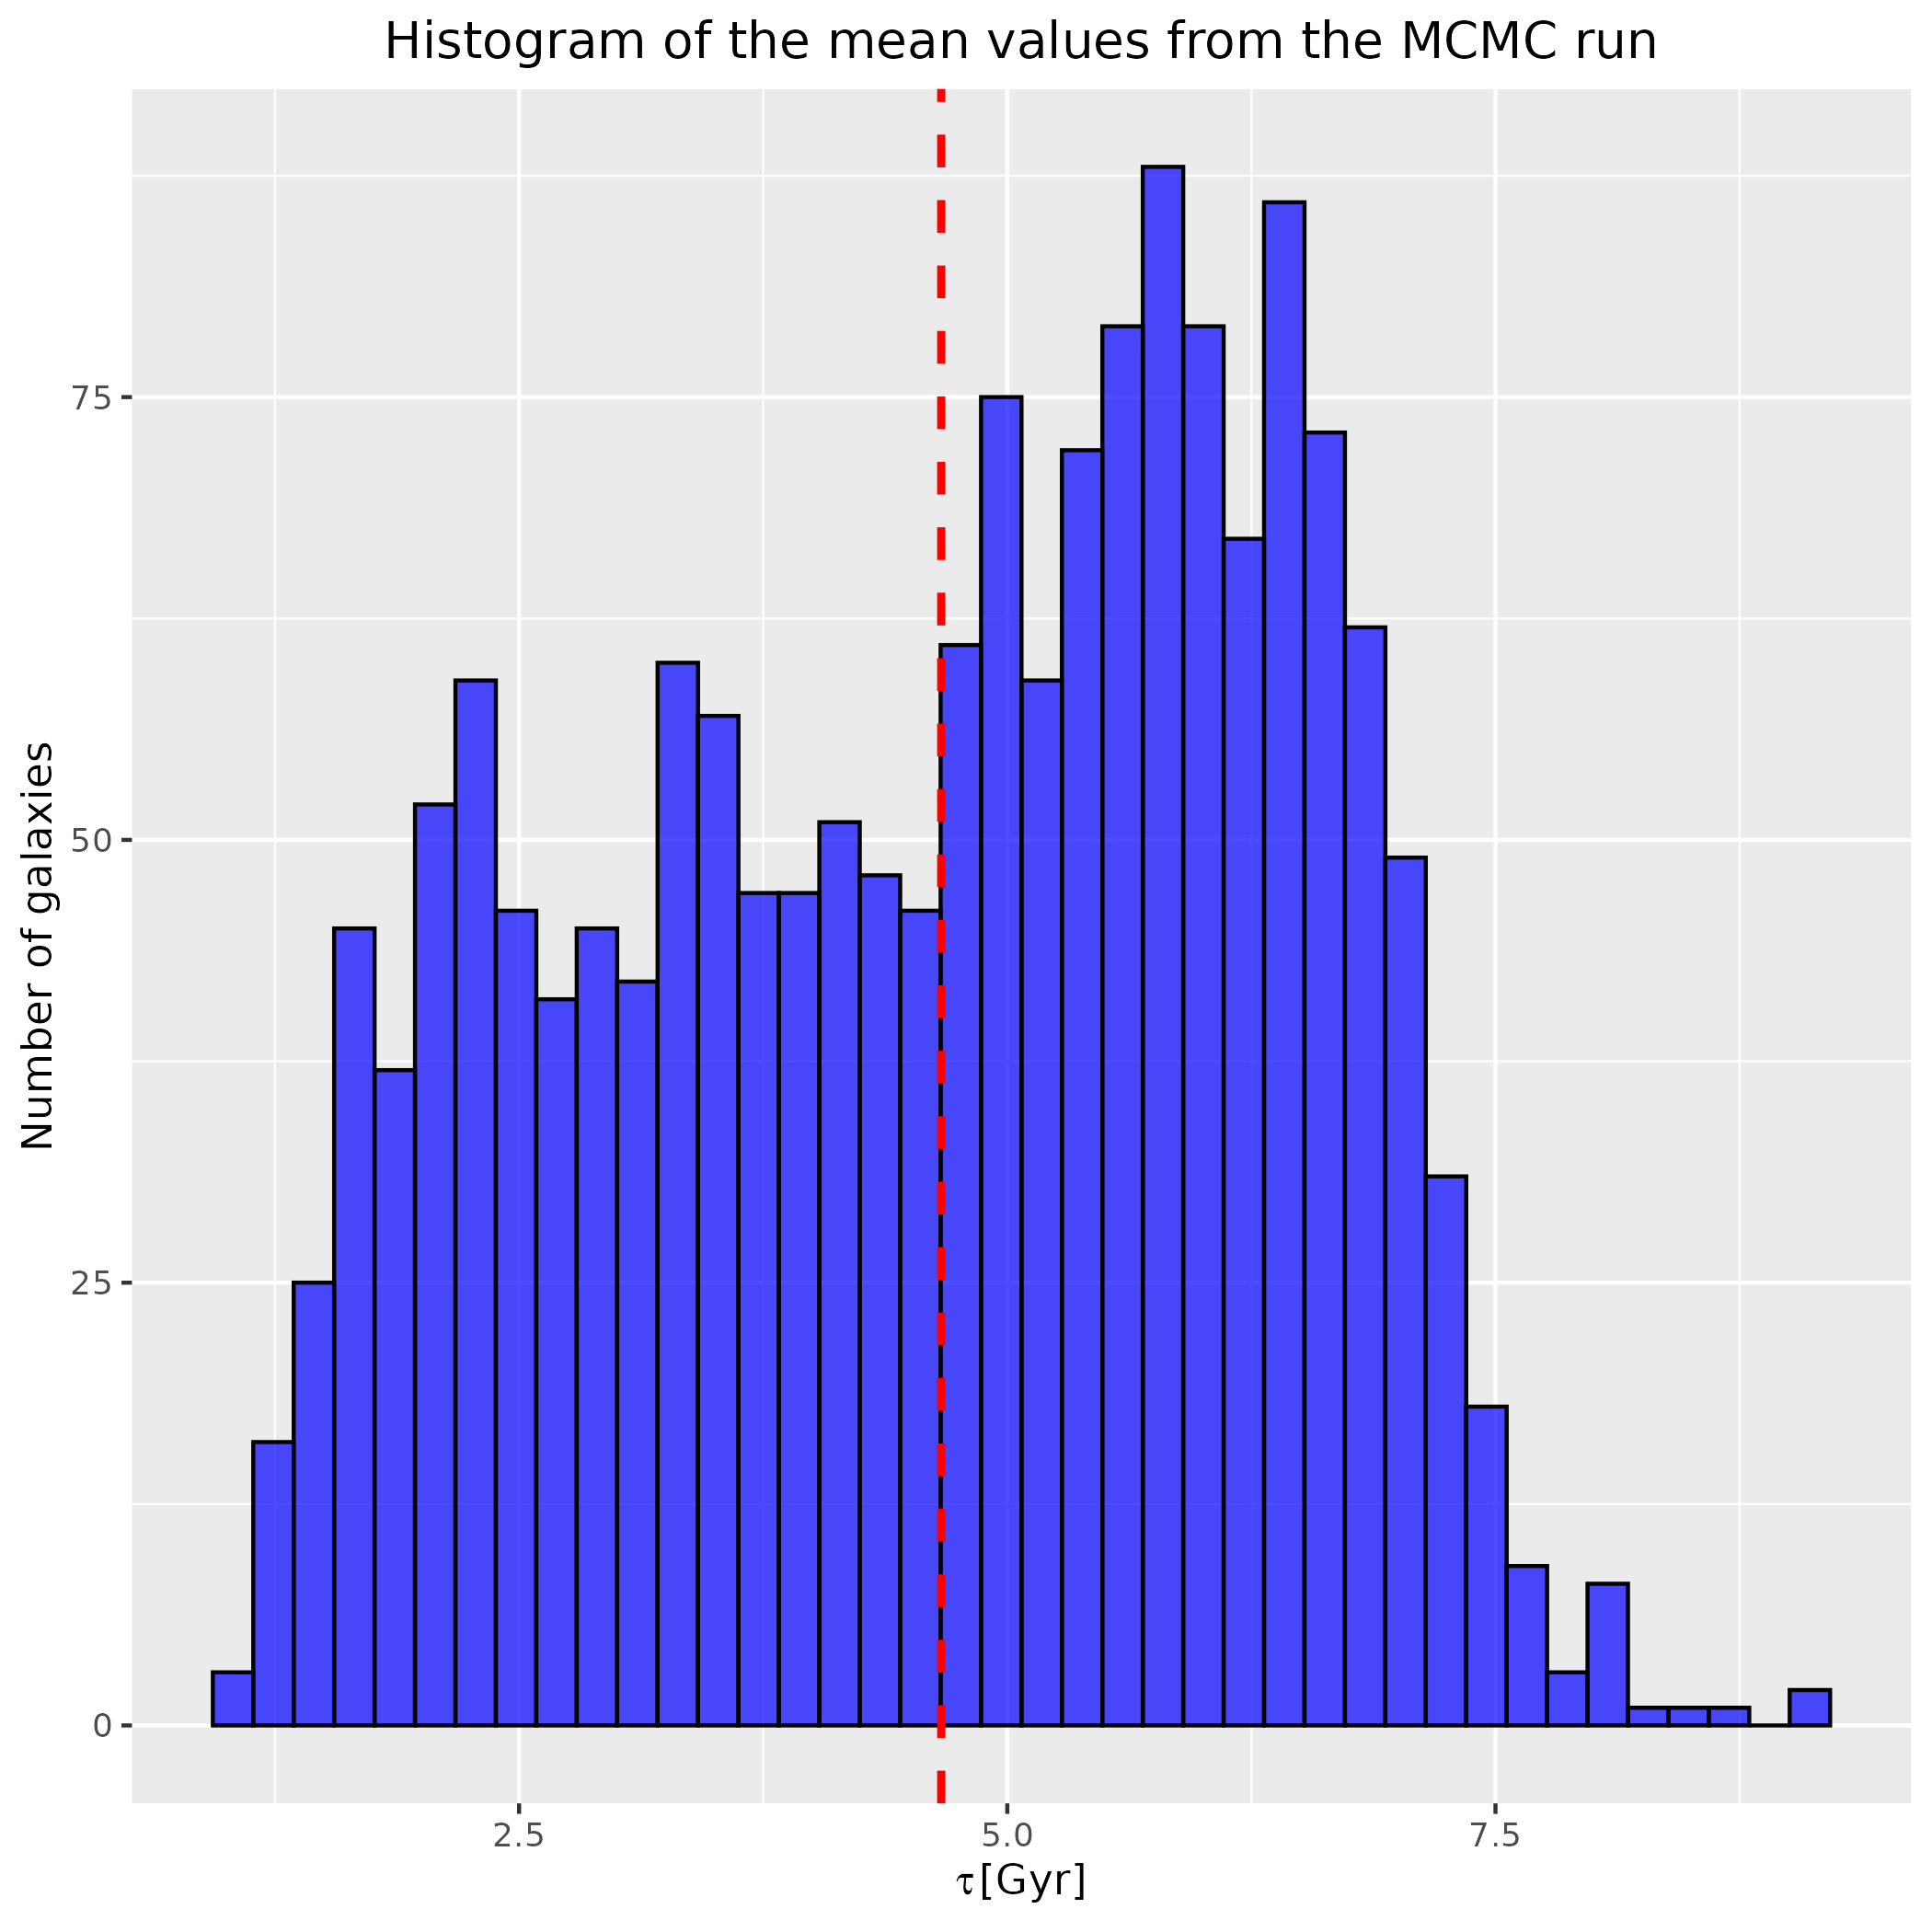 Histogram of the mean values from the MCMC run
Number of galaxies
75
50
25
0
2.5
5.0
7.5
τ[Gyr]